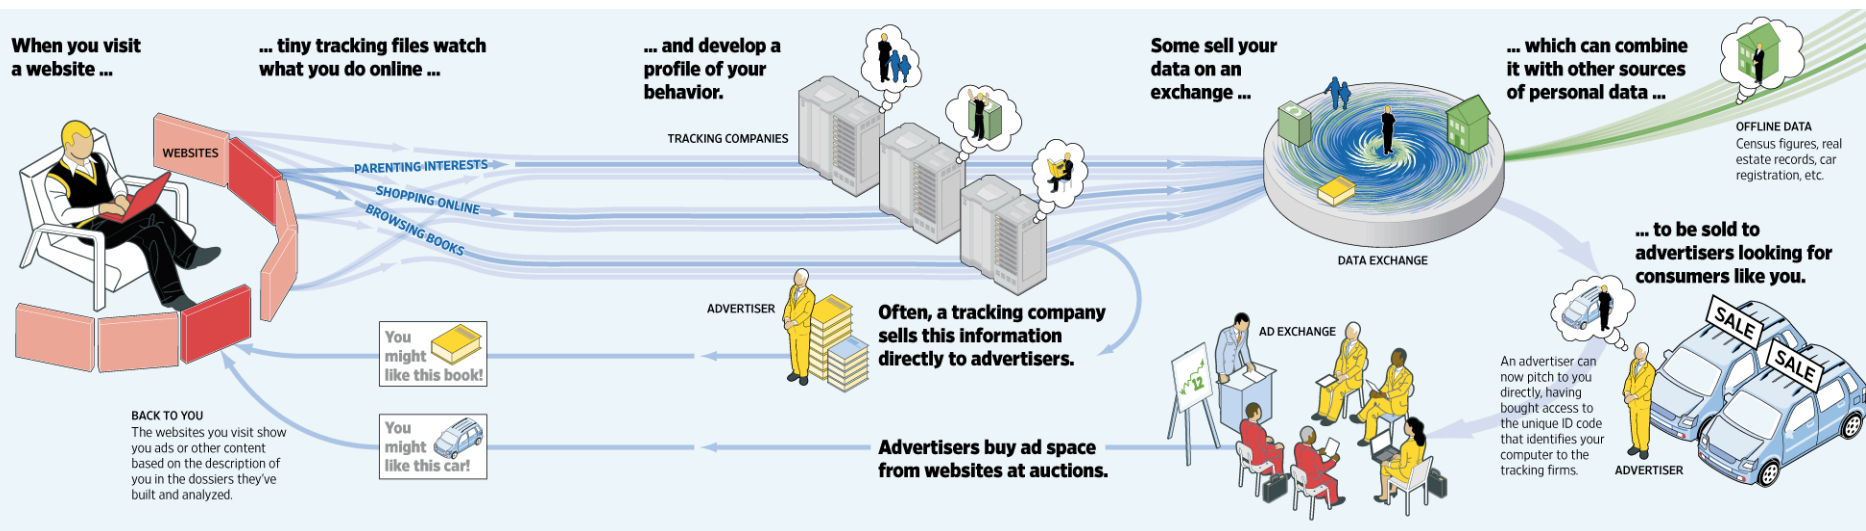 When you visit
a website ...
... tiny tracking files watch
what you do online ...
... and develop a
profile of your
behavior.
Some sell your
data on an
exchange ...
... which can combine
it with other sources
of personal data ...
WEBSITES
PARENTING INTERESTS
SHOPPING ONLINE
BROWSING BOOKS
TRACKING COMPANIES
DATA EXCHANGE
OFFLINE DATA
Census figures, real
estate records, car
registration, etc.
... to be sold to
advertisers looking for
consumers like you.
SALE
SALE
An advertiser can
now pitch to you
directly, having
bought access to
the unique ID code
that identifies your
computer to the
tracking firms.
ADVERTISER
ADVERTISER
Often, a tracking company
sells this information
directly to advertisers.
AD EXCHANGE
12
You
might
like this book!
Advertisers buy ad space
from websites at auctions.
You
might
like this car!
BACK TO YOU
The websites you visit show
you ads or other content
based on the description of
you in the dossiers they've
built and analyzed.